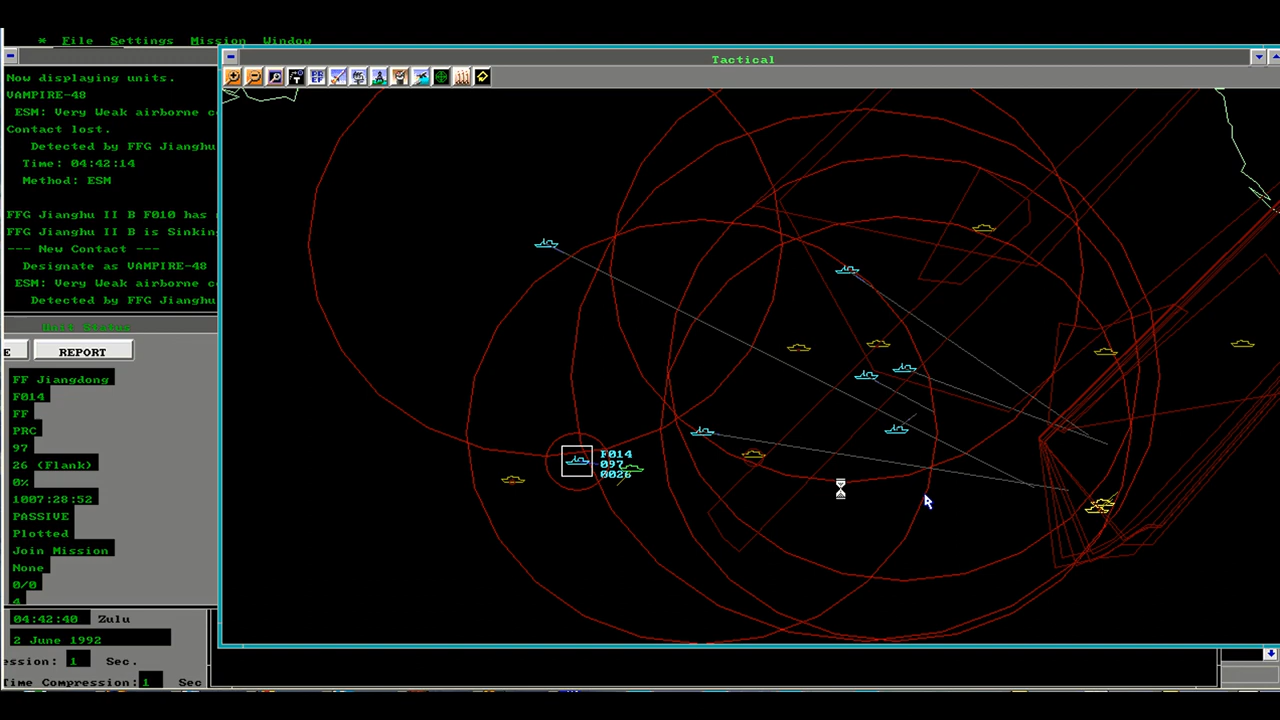 * File Settings Mission Window
Tactical
Now displaying units.
VAMPIRE-48
ESM: Very Weak airborne c
Contact lost.
Detected by FFG Jianghu
Time: 04:42:14
Method: ESM
FFG Jianghu II B F010 has
FFG Jianghu II B is Sinking
--- New Contact ---
Designate as VAMPIRE-48
ESM: Very Weak airborne c
Detected by FFG Jianghu
Unit Status
E REPORT
FF Jiangdong
F014
FF
PRC
97
26 (Flank)
0%
1007:28:52
PASSIVE
Plotted
Join Mission
None
0/0
4
04:42:40 Zulu
2 June 1992
ession: 1 Sec.
Time Compression: 1 Sec
F014
097
0026